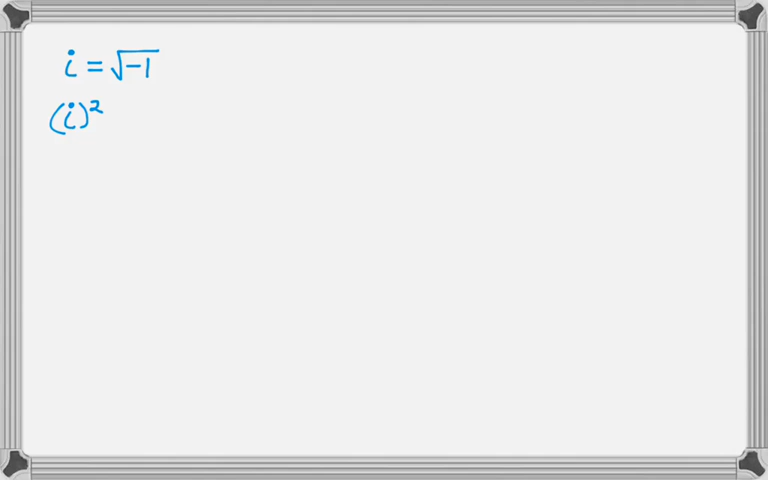 i = √-1
(i)²